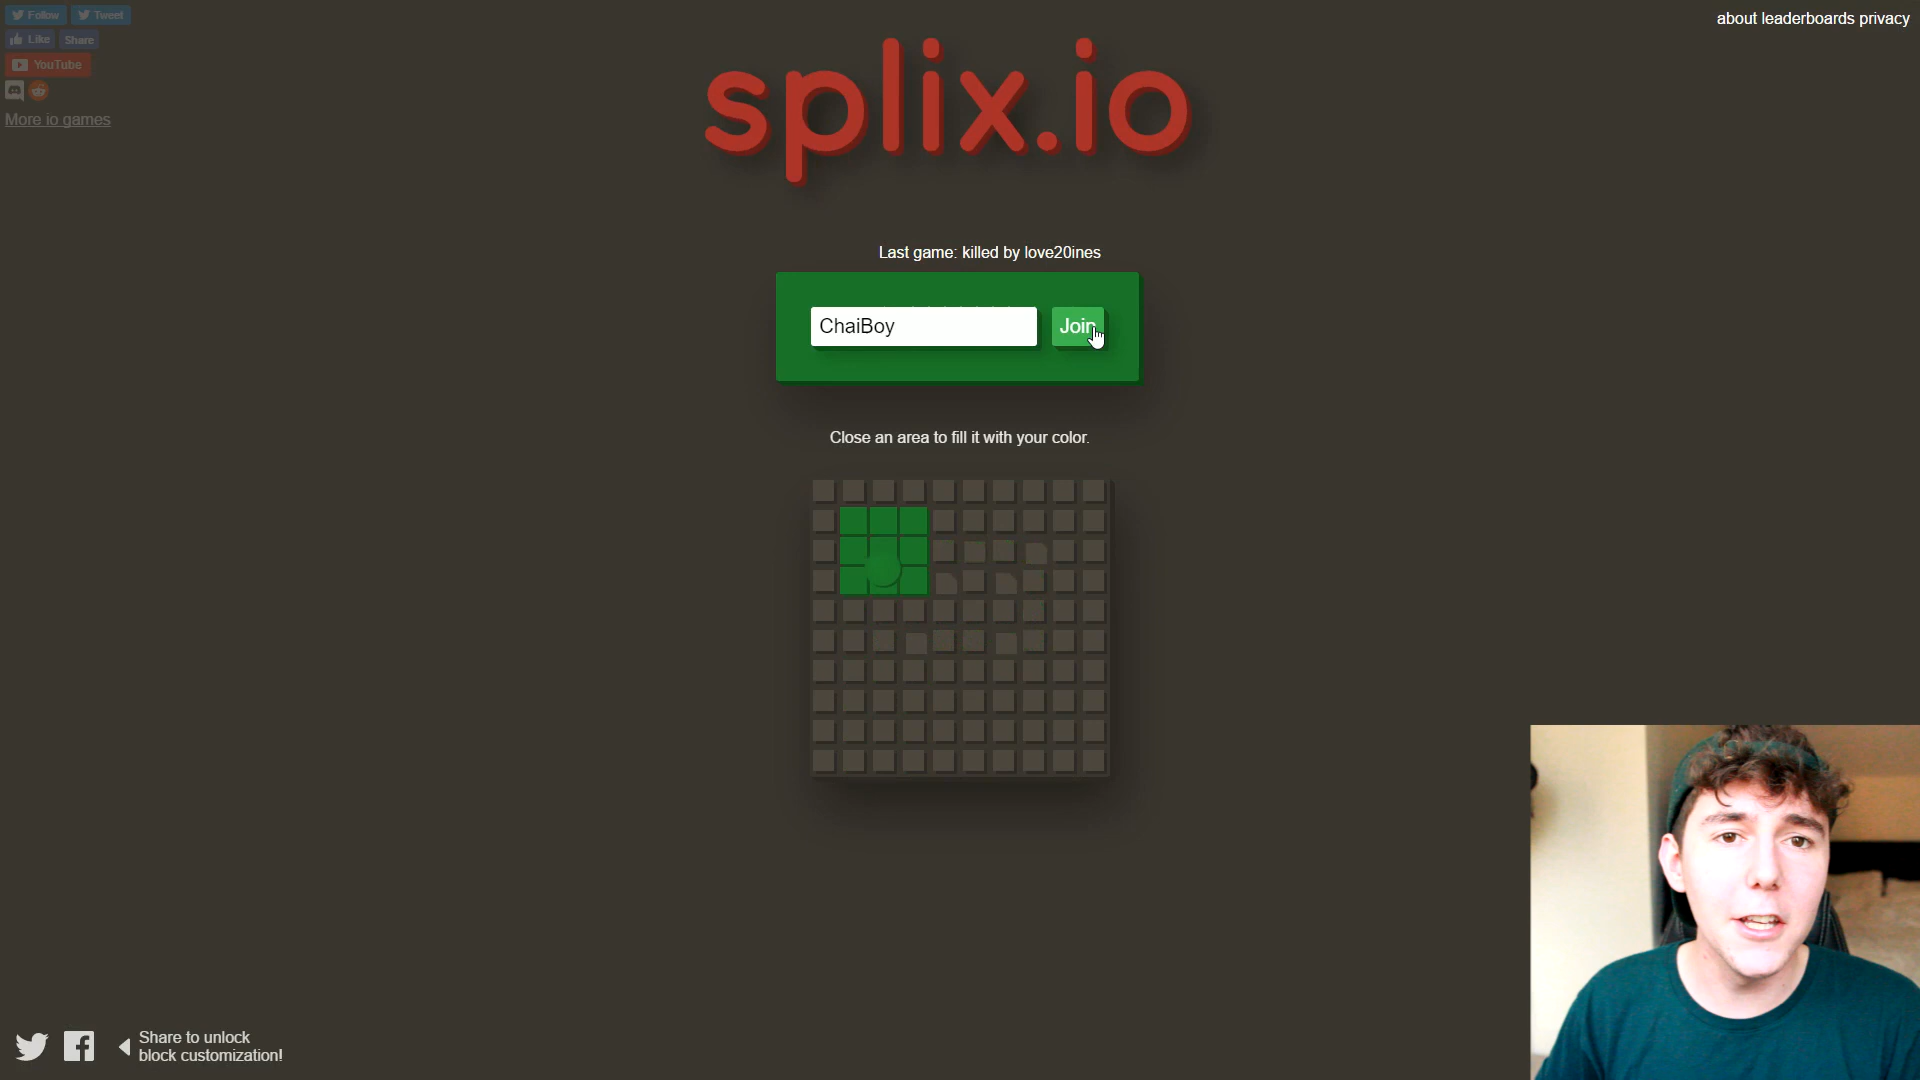 Follow Tweet
Like Share
YouTube
More io games
about leaderboards privacy
splix.io
Last game: killed by love20ines
ChaiBoy
Join
Close an area to fill it with your color.
Share to unlock
block customization!